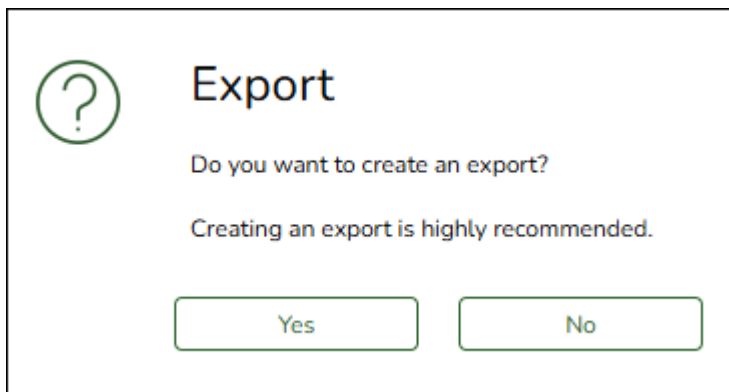 Export
Do you want to create an export?
Creating an export is highly recommended.
Yes
No